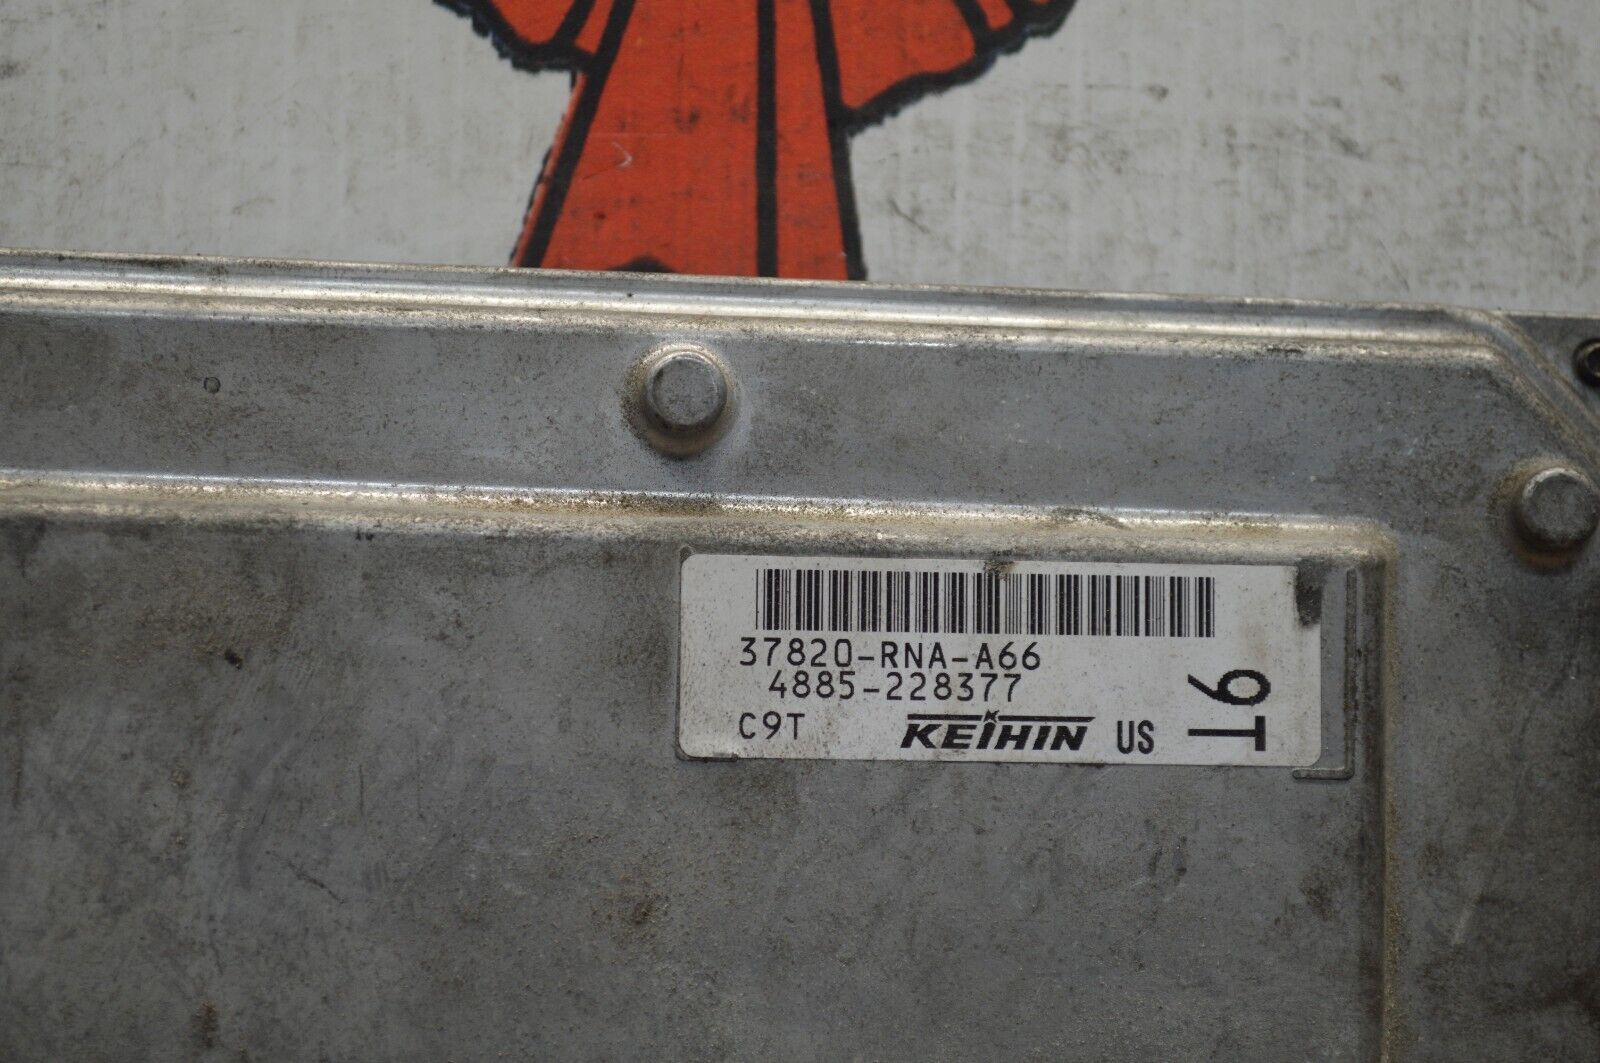 37820-RNA-A66
4885-228377
C9T KEIHIN US
9T